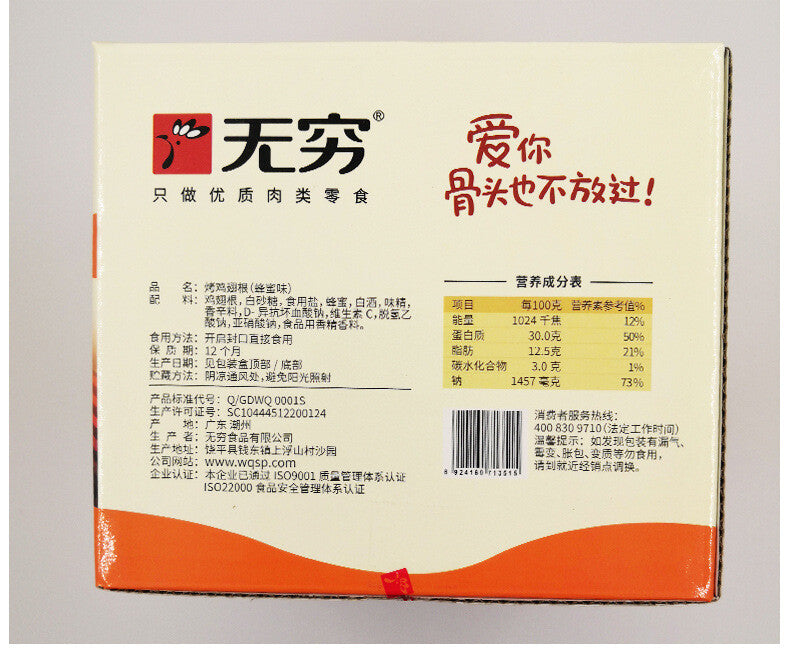 无穷®
只做优质肉类零食
爱你
骨头也不放过!
品 名:烤鸡翅根(蜂蜜味)
配 料:鸡翅根,白砂糖,食用盐,蜂蜜,白酒,味精,
香辛料,D-异抗坏血酸钠,维生素C,脱氢乙
酸钠,亚硝酸钠,食品用香精香料。
食用方法:开启封口直接食用
保 质 期:12个月
生产日期:见包装盒顶部/底部
贮藏方法:阴凉通风处,避免阳光照射
产品标准代号:Q/GDWQ 0001S
生产许可证号:SC10444512200124
产 地:广东 潮州
生 产 者:无穷食品有限公司
生产地址:饶平县钱东镇上浮山村沙园
公司网站:www.wqsp.com
企业认证:本企业已通过 ISO9001 质量管理体系认证
ISO22000 食品安全管理体系认证
营养成分表
项目 每100克 营养素参考值%
能量 1024 千焦 12%
蛋白质 30.0克 50%
脂肪 12.5克 21%
碳水化合物 3.0 克 1%
钠 1457 毫克 73%
6 924160 713515
消费者服务热线:
400 830 9710(法定工作时间)
温馨提示:如发现包装有漏气、
霉变、胀包、变质等勿食用,
请到就近经销点调换。